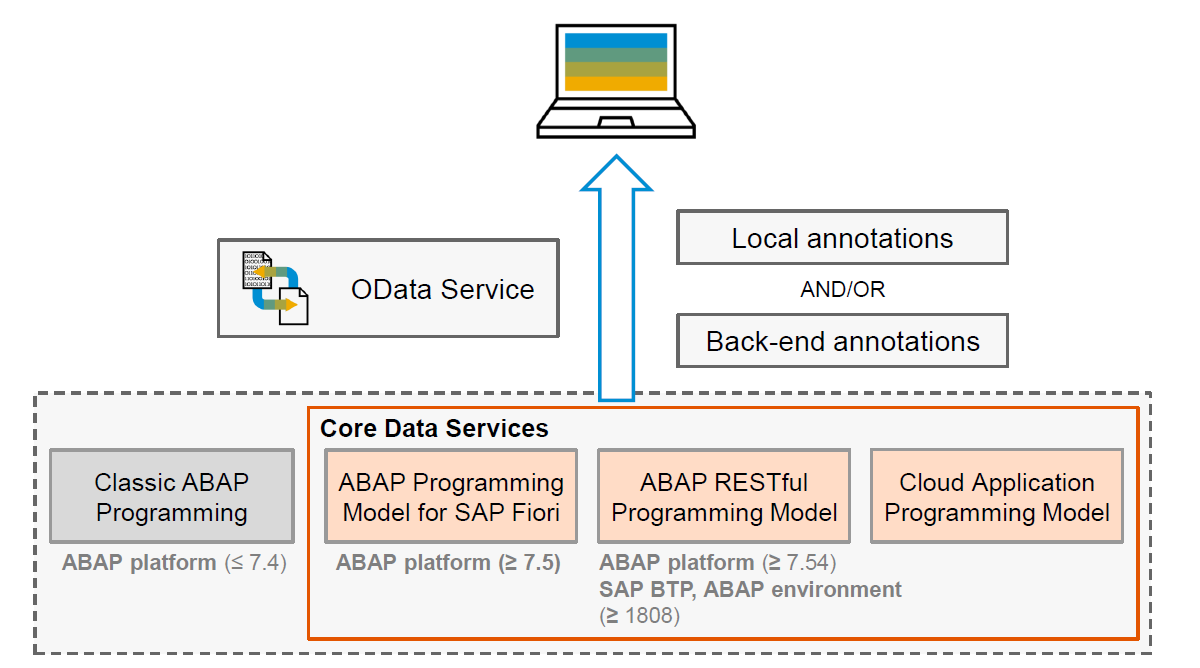 OData Service
Local annotations
AND/OR
Back-end annotations
Core Data Services
Classic ABAP
Programming
ABAP platform (≤ 7.4)
ABAP Programming
Model for SAP Fiori
ABAP platform (≥ 7.5)
ABAP RESTful
Programming Model
ABAP platform (≥ 7.54)
SAP BTP, ABAP environment
(≥ 1808)
Cloud Application
Programming Model